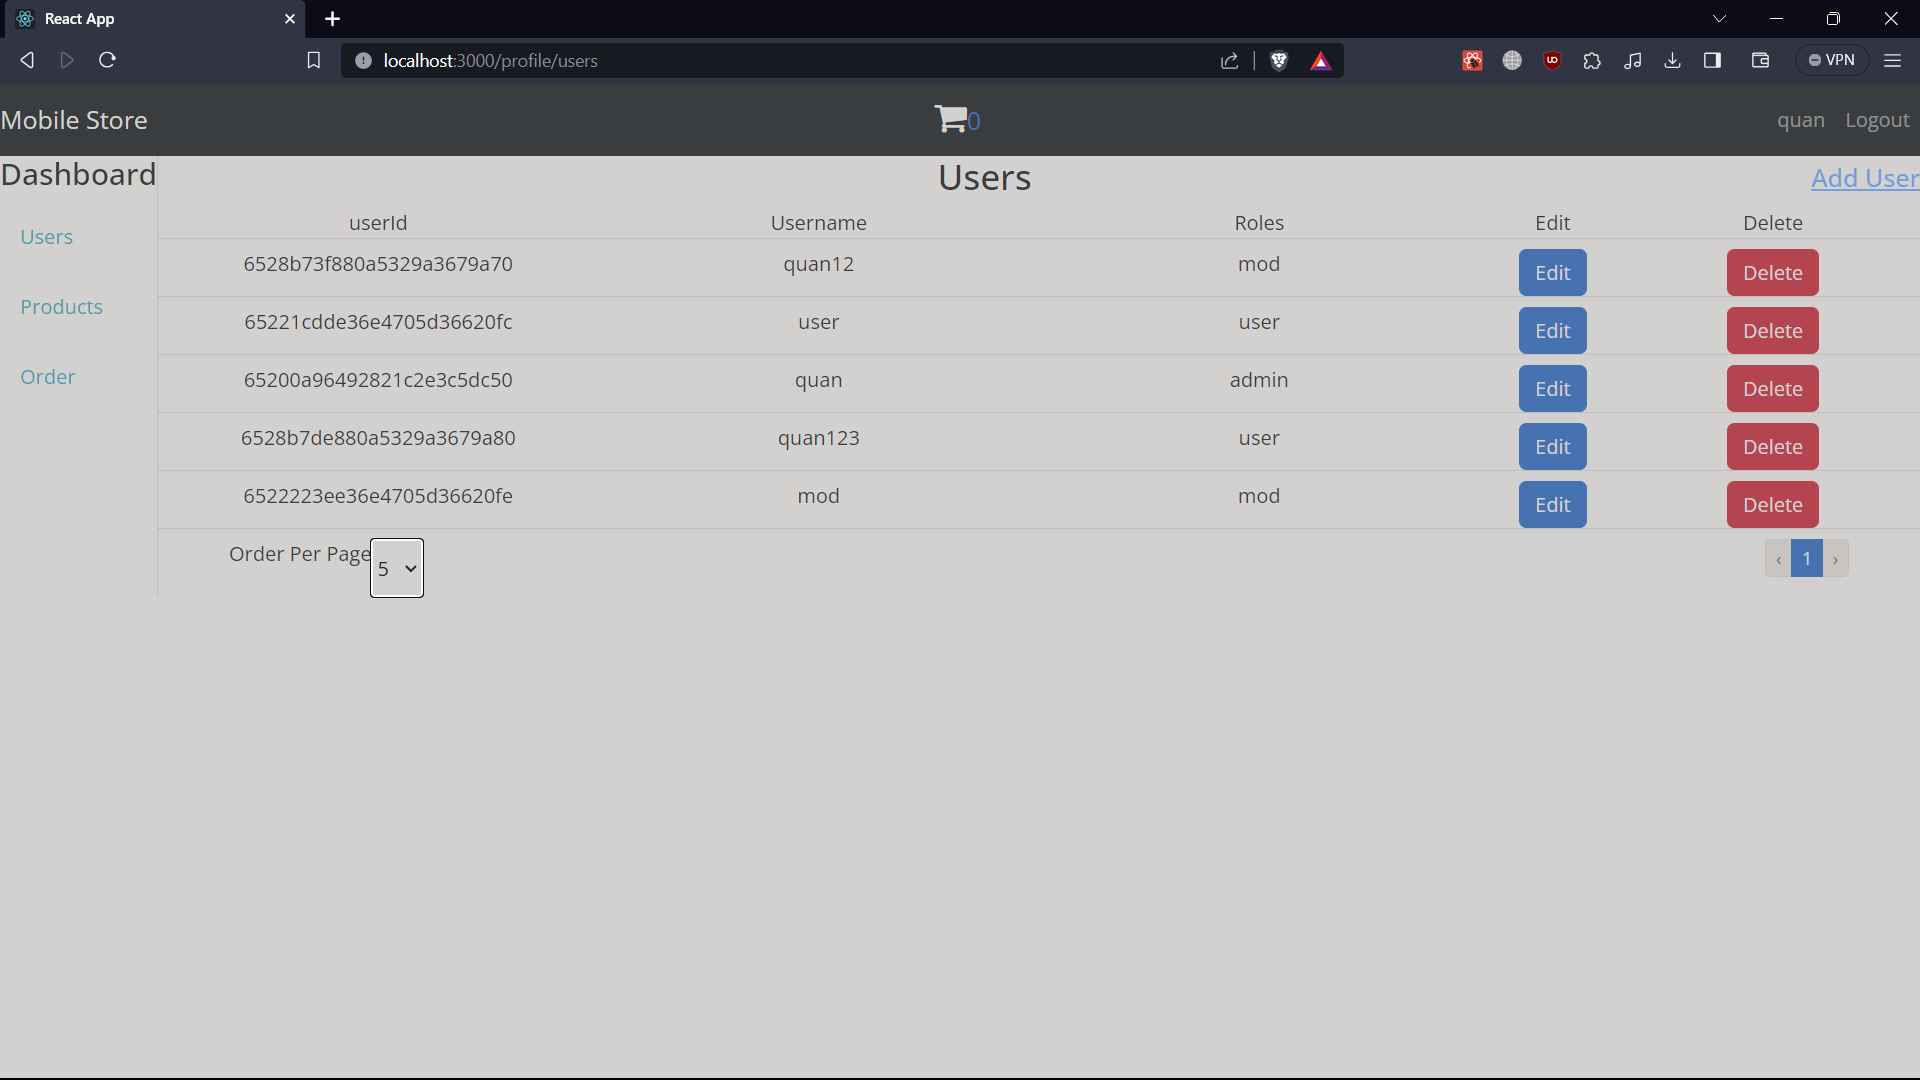 React App
localhost:3000/profile/users
VPN
Mobile Store
0
quan Logout
Dashboard
Users
Add User
Users
Products
Order
userId Username Roles Edit Delete
6528b73f880a5329a3679a70 quan12 mod Edit Delete
65221cdde36e4705d36620fc user user Edit Delete
65200a96492821c2e3c5dc50 quan admin Edit Delete
6528b7de880a5329a3679a80 quan123 user Edit Delete
6522223ee36e4705d36620fe mod mod Edit Delete
Order Per Page 5
‹ 1 ›